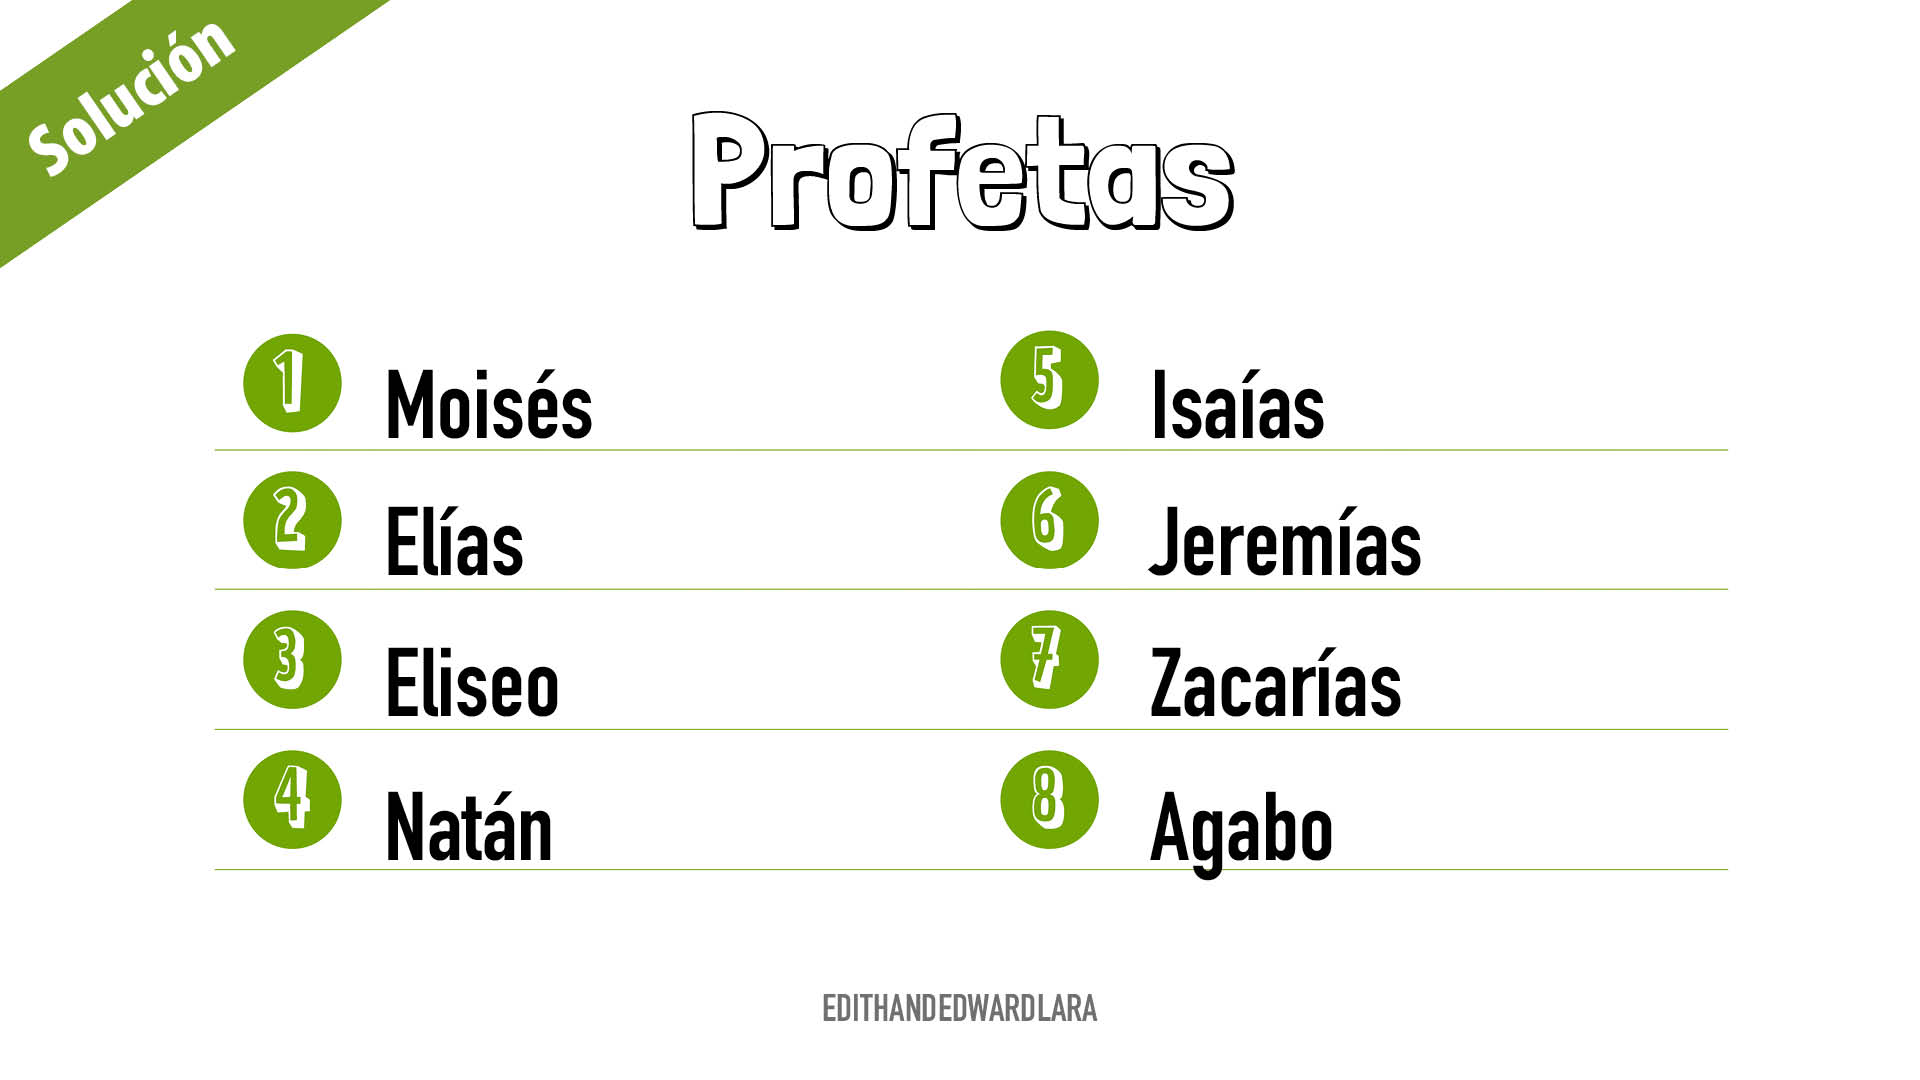 Solución
Profetas
1 Moisés
2 Elías
3 Eliseo
4 Natán
5 Isaías
6 Jeremías
7 Zacarías
8 Agabo
EDITHANDEDWARDLARA